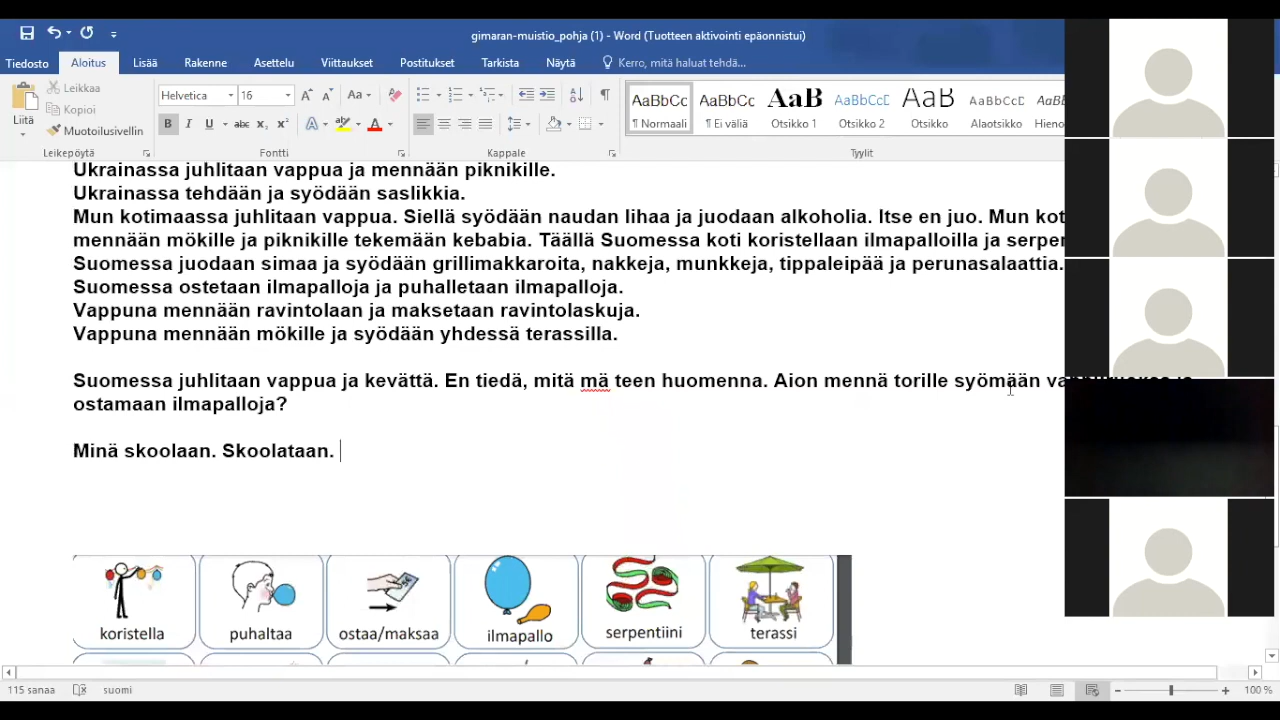 gimaran-muistio_pohja (1) - Word (Tuotteen aktivointi epäonnistui)
Tiedosto Aloitus Lisää Rakenne Asettelu Viittaukset Postitukset Tarkista Näytä Kerro, mitä haluat tehdä...
Liitä Leikkaa Kopioi Muotoilusivellin
Helvetica 16
AaBbCc AaBbCc AaB AaBbCcD AaB AaBbCcD
¶ Normaali ¶ Ei väliä Otsikko 1 Otsikko 2 Otsikko Alaotsikko
Leikepöytä Fontti Kappale Tyylit
Ukrainassa juhlitaan vappua ja mennään piknikille.
Ukrainassa tehdään ja syödään saslikkia.
Mun kotimaassa juhlitaan vappua. Siellä syödään naudan lihaa ja juodaan alkoholia. Itse en juo. Mun
mennään mökille ja piknikille tekemään kebabia. Täällä Suomessa koti koristellaan ilmapalloilla ja
Suomessa juodaan simaa ja syödään grillimakkaroita, nakkeja, munkkeja, tippaleipää ja perunasalaattia.
Suomessa ostetaan ilmapalloja ja puhalletaan ilmapalloja.
Vappuna mennään ravintolaan ja maksetaan ravintolaskuja.
Vappuna mennään mökille ja syödään yhdessä terassilla.
Suomessa juhlitaan vappua ja kevättä. En tiedä, mitä mä teen huomenna. Aion mennä torille syömään
ostamaan ilmapalloja?
Minä skoolaan. Skoolataan.
koristella puhaltaa ostaa/maksaa ilmapallo serpentiini terassi
115 sanaa suomi 100 %